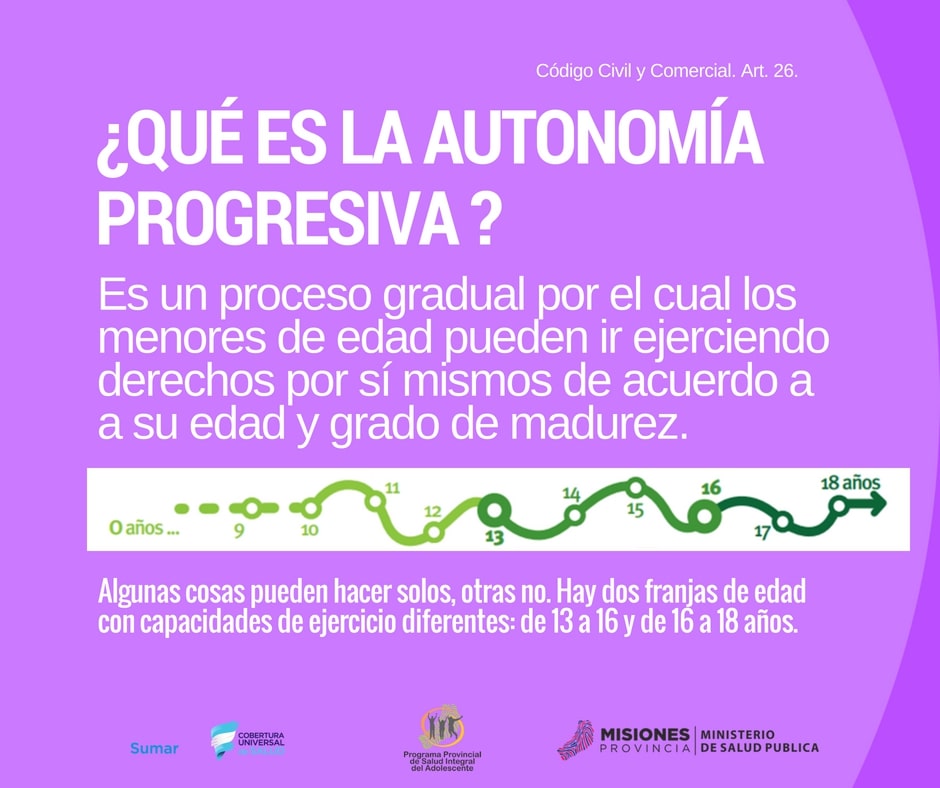 Código Civil y Comercial. Art. 26.
¿QUÉ ES LA AUTONOMÍA
PROGRESIVA ?
Es un proceso gradual por el cual los
menores de edad pueden ir ejerciendo
derechos por sí mismos de acuerdo a
a su edad y grado de madurez.
0 años ...
9
10
11
12
13
14
15
16
17
18 años
Algunas cosas pueden hacer solos, otras no. Hay dos franjas de edad
con capacidades de ejercicio diferentes: de 13 a 16 y de 16 a 18 años.
Sumar
COBERTURA
UNIVERSAL
Programa Provincial
de Salud Integral
del Adolescente
MISIONES
PROVINCIA
MINISTERIO
DE SALUD PUBLICA